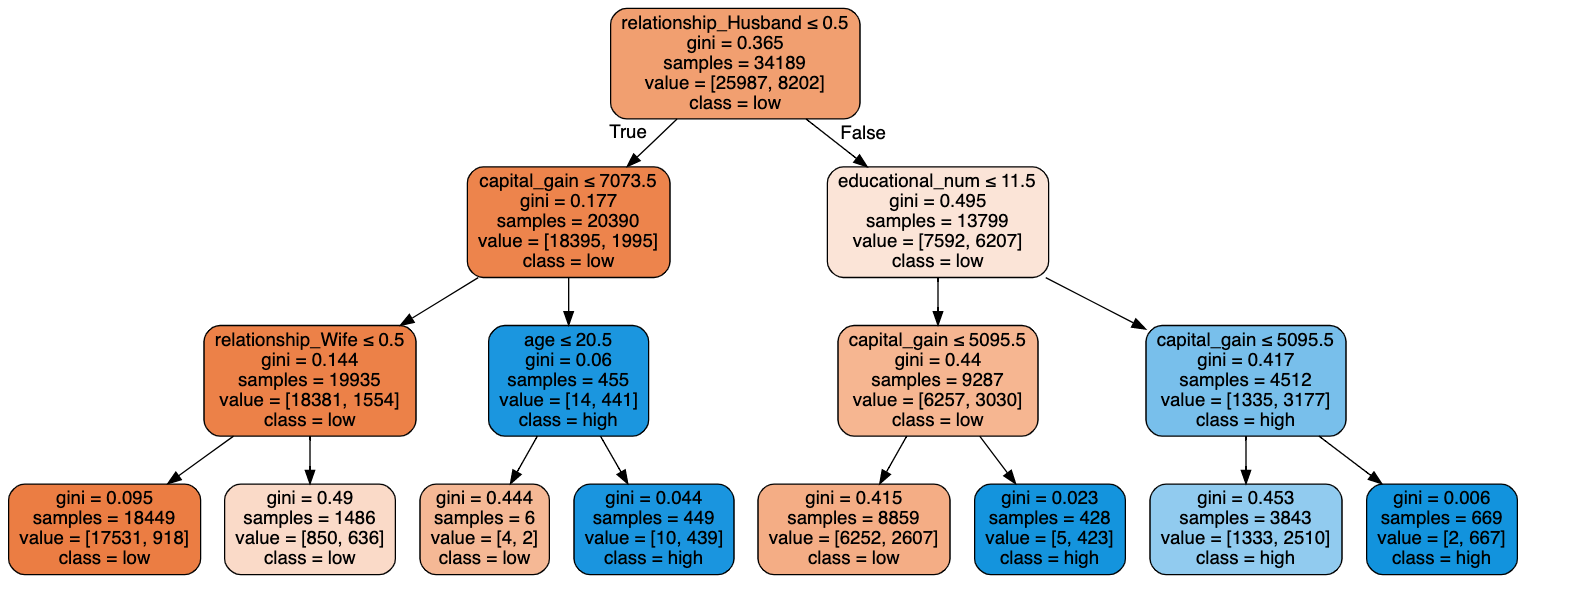 relationship_Husband ≤ 0.5
gini = 0.365
samples = 34189
value = [25987, 8202]
class = low
True
False
capital_gain ≤ 7073.5
gini = 0.177
samples = 20390
value = [18395, 1995]
class = low
educational_num ≤ 11.5
gini = 0.495
samples = 13799
value = [7592, 6207]
class = low
relationship_Wife ≤ 0.5
gini = 0.144
samples = 19935
value = [18381, 1554]
class = low
age ≤ 20.5
gini = 0.06
samples = 455
value = [14, 441]
class = high
capital_gain ≤ 5095.5
gini = 0.44
samples = 9287
value = [6257, 3030]
class = low
capital_gain ≤ 5095.5
gini = 0.417
samples = 4512
value = [1335, 3177]
class = high
gini = 0.095
samples = 18449
value = [17531, 918]
class = low
gini = 0.49
samples = 1486
value = [850, 636]
class = low
gini = 0.444
samples = 6
value = [4, 2]
class = low
gini = 0.044
samples = 449
value = [10, 439]
class = high
gini = 0.415
samples = 8859
value = [6252, 2607]
class = low
gini = 0.023
samples = 428
value = [5, 423]
class = high
gini = 0.453
samples = 3843
value = [1333, 2510]
class = high
gini = 0.006
samples = 669
value = [2, 667]
class = high